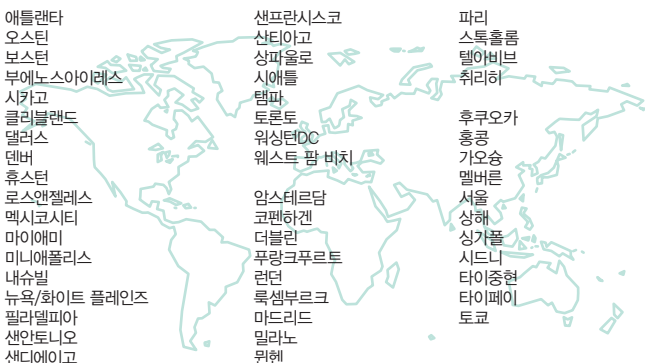 애틀랜타
오스틴
보스턴
부에노스아이레스
시카고
클리블랜드
댈러스
덴버
휴스턴
로스앤젤레스
멕시코시티
마이애미
미니애폴리스
내슈빌
뉴욕/화이트 플레인즈
필라델피아
샌안토니오
샌디에이고
샌프란시스코
산티아고
상파울로
시애틀
탬파
토론토
워싱턴DC
웨스트 팜 비치
암스테르담
코펜하겐
더블린
푸랑크푸르트
런던
룩셈부르크
마드리드
밀라노
뮌헨
파리
스톡홀롬
텔아비브
취리히
후쿠오카
홍콩
가오슝
멜버른
서울
상해
싱가폴
시드니
타이중현
타이페이
토쿄